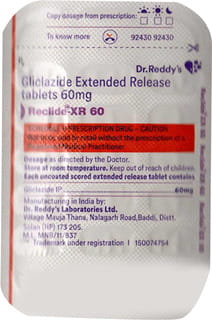 Copy dosage from prescription:
To know more
92430 92430
Dr.Reddy's
Gliclazide Extended Release
tablets 60mg
Reclide-XR 60
SCHEDULE H PRESCRIPTION DRUG - CAUTION
Not to be sold by retail without the prescription of a
Registered Medical Practitioner.
Dosage as directed by the Doctor.
Store at room temperature. Keep out of reach of children.
Each uncoated scored extended release tablet contains
Gliclazide IP 60mg
Manufacturing in India by:
Dr. Reddy's Laboratories Ltd.
Village Mauja Thana, Nalagarh Road, Baddi, Distt.
Solan (HP) 173 205.
M.L. MNB/11/837
Trademark under registration | 150074754